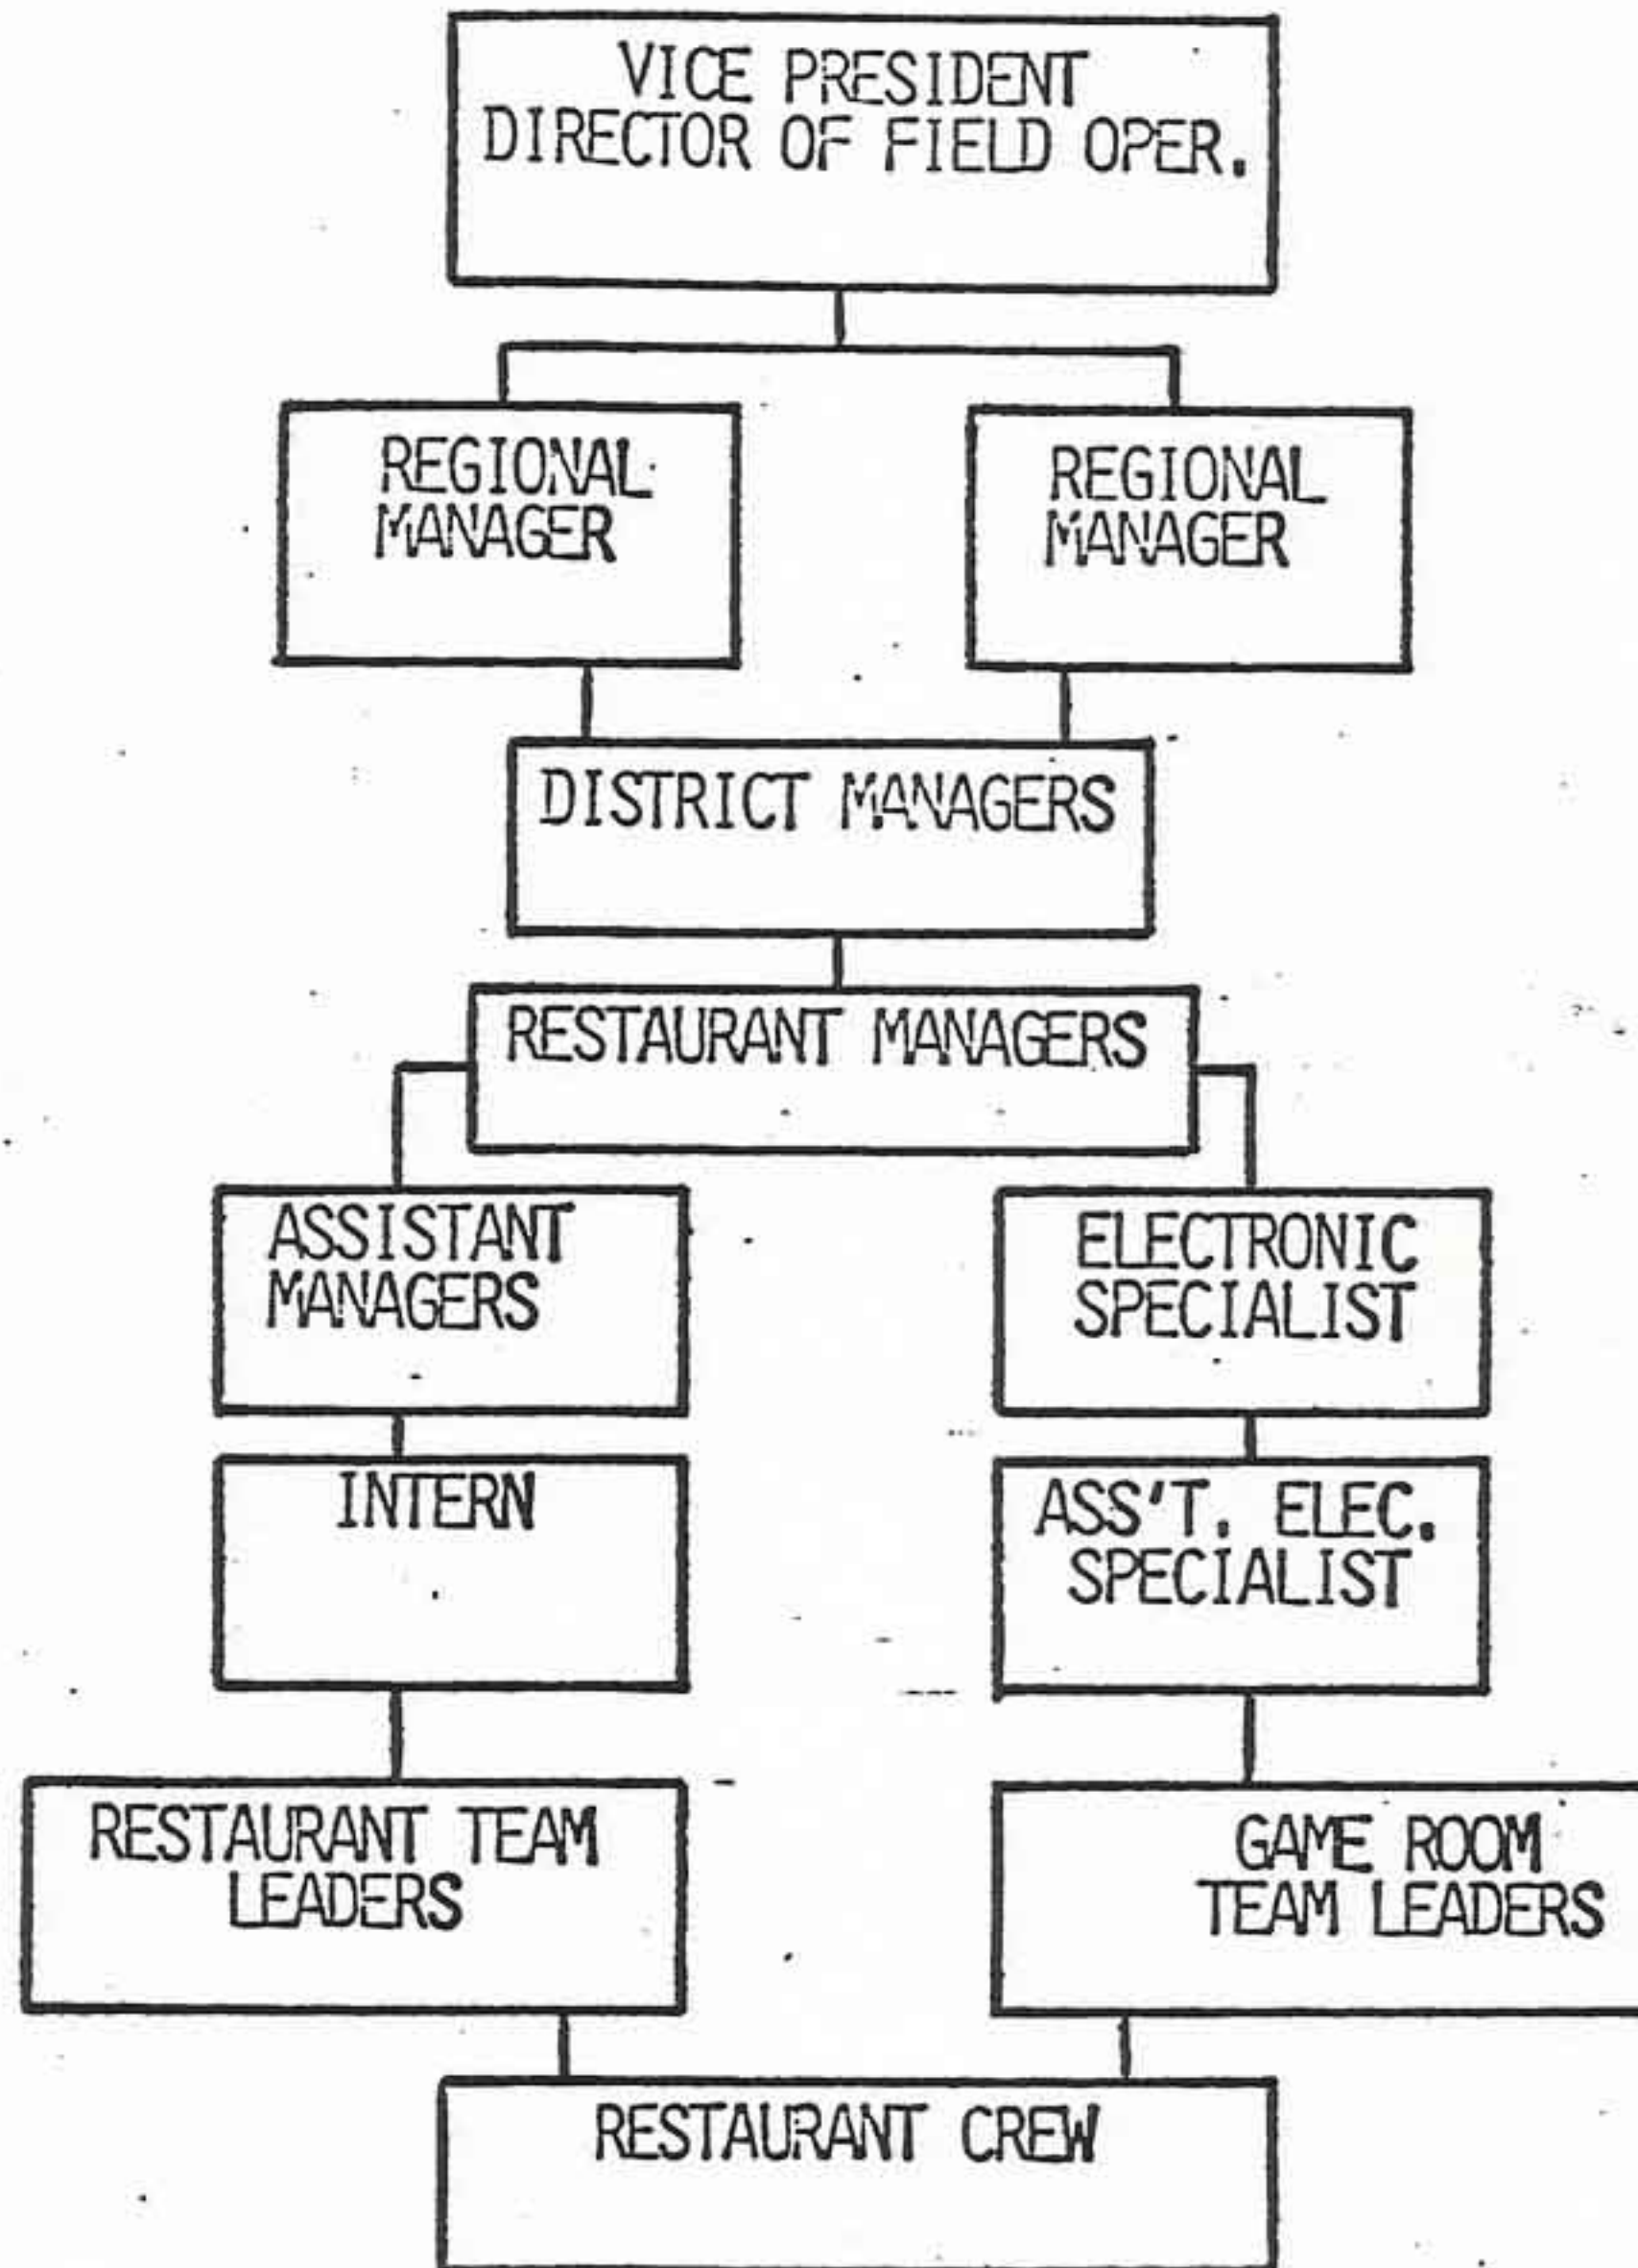 VICE PRESIDENT
DIRECTOR OF FIELD OPER.
REGIONAL
MANAGER
REGIONAL
MANAGER
DISTRICT MANAGERS
RESTAURANT MANAGERS
ASSISTANT
MANAGERS
ELECTRONIC
SPECIALIST
INTERN
ASS'T. ELEC.
SPECIALIST
RESTAURANT TEAM
LEADERS
GAME ROOM
TEAM LEADERS
RESTAURANT CREW